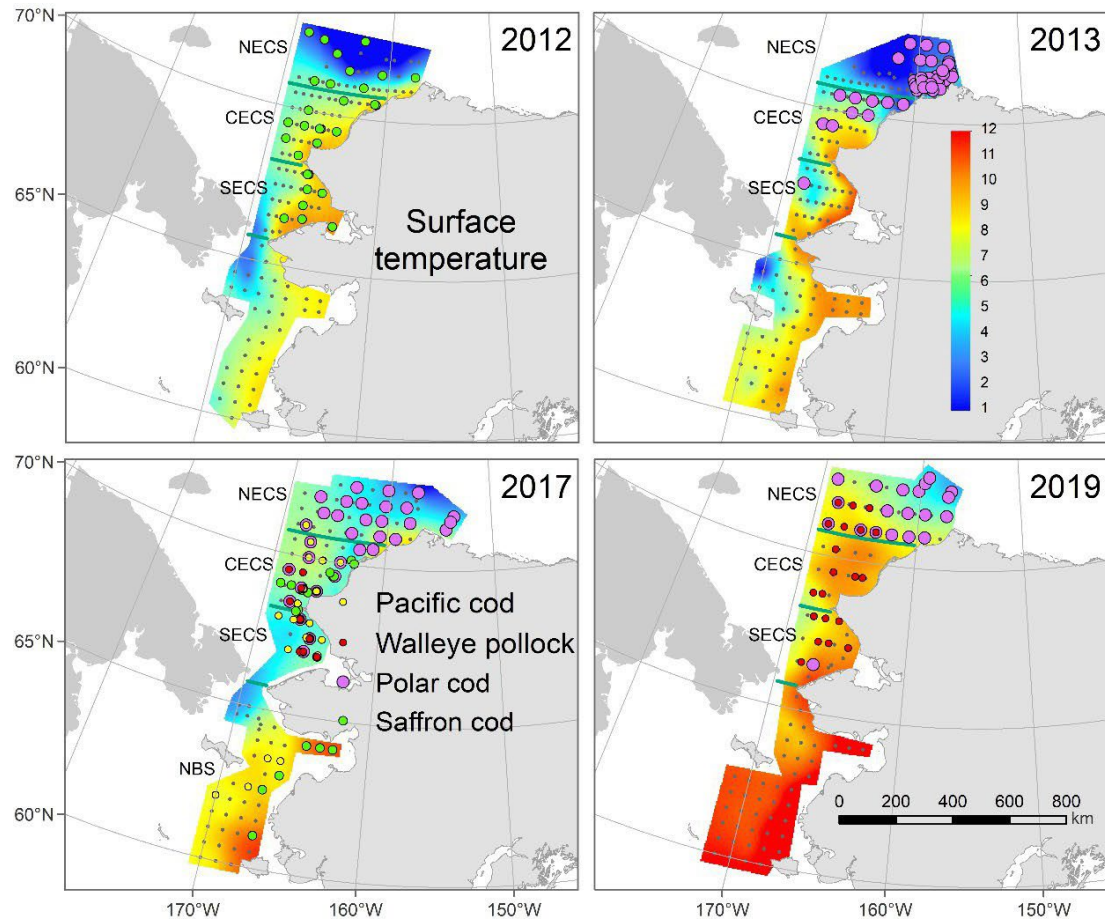 70°N
65°N
60°N
NECS
CECS
SECS
2012
Surface
temperature
NECS
CECS
SECS
2013
12
11
10
9
8
7
6
5
4
3
2
1
70°N
65°N
60°N
NECS
CECS
SECS
NBS
2017
Pacific cod
Walleye pollock
Polar cod
Saffron cod
NECS
CECS
SECS
2019
0 200 400 600 800
km
170°W 160°W 150°W
170°W 160°W 150°W